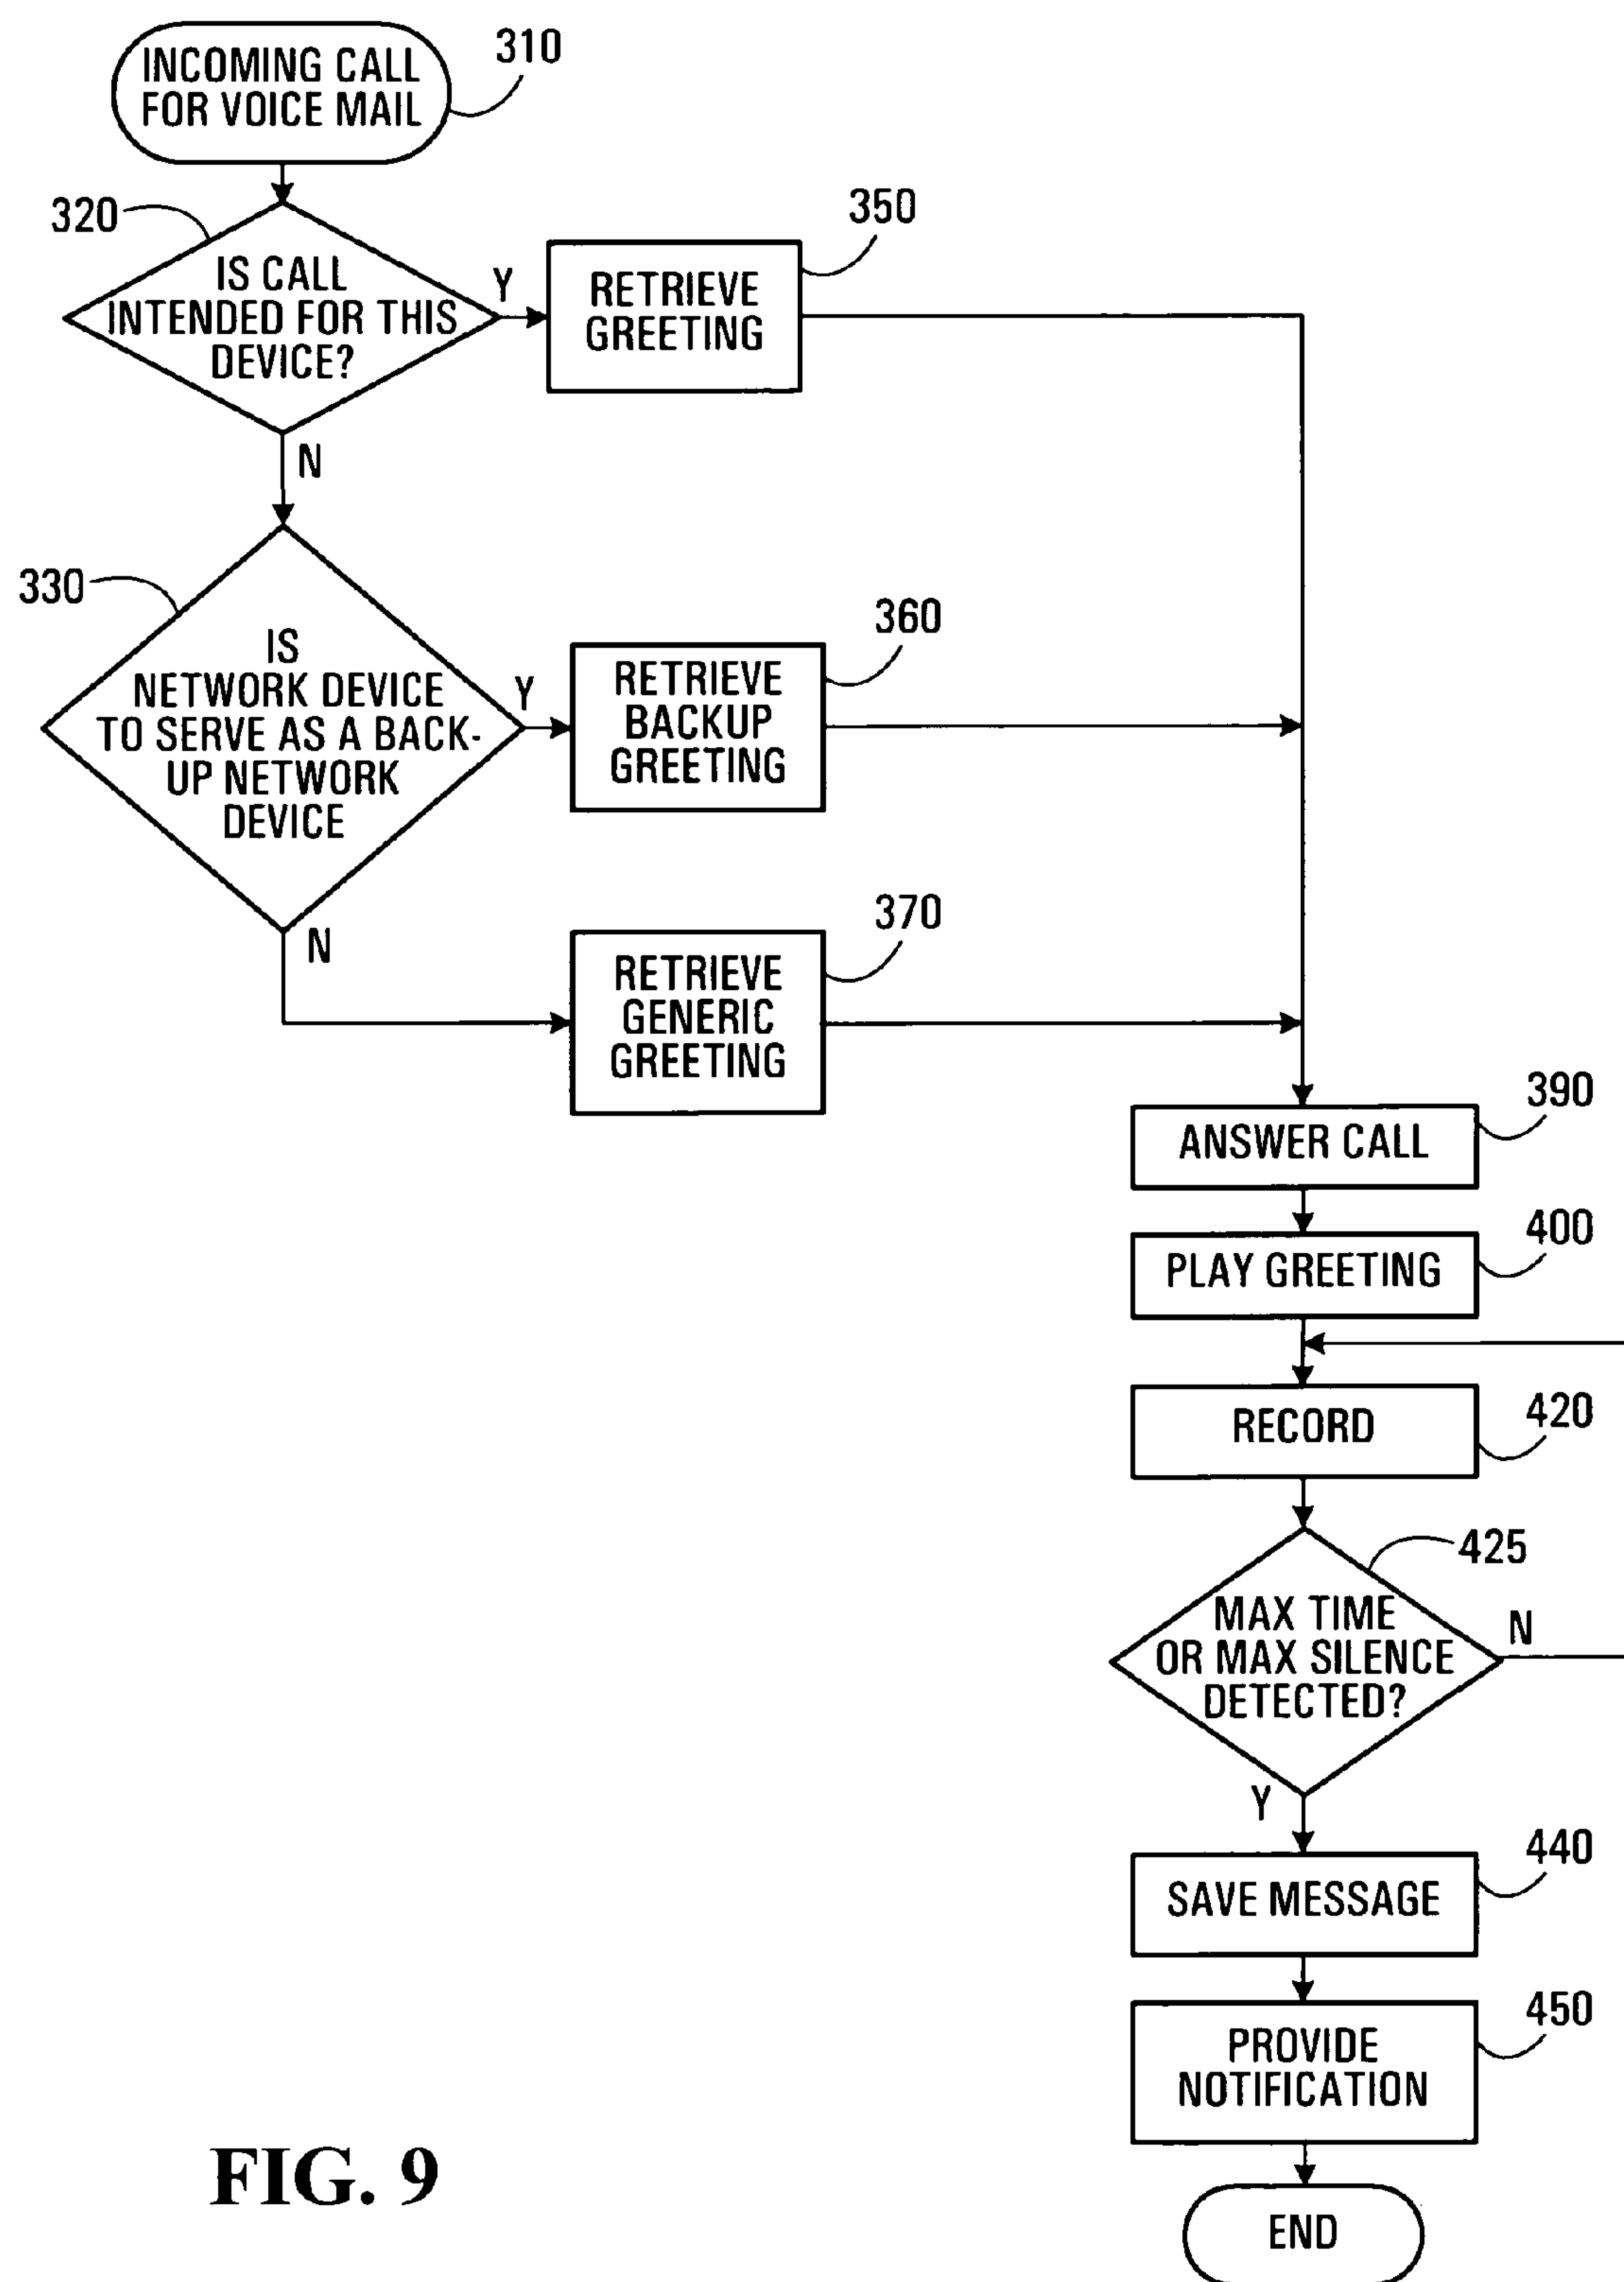 INCOMING CALL
FOR VOICE MAIL
310
320
IS CALL
INTENDED FOR THIS
DEVICE?
Y
N
350
RETRIEVE
GREETING
330
IS
NETWORK DEVICE
TO SERVE AS A BACK-
UP NETWORK
DEVICE
Y
N
360
RETRIEVE
BACKUP
GREETING
370
RETRIEVE
GENERIC
GREETING
390
ANSWER CALL
400
PLAY GREETING
420
RECORD
425
MAX TIME
OR MAX SILENCE
DETECTED?
N
Y
440
SAVE MESSAGE
450
PROVIDE
NOTIFICATION
END
FIG. 9